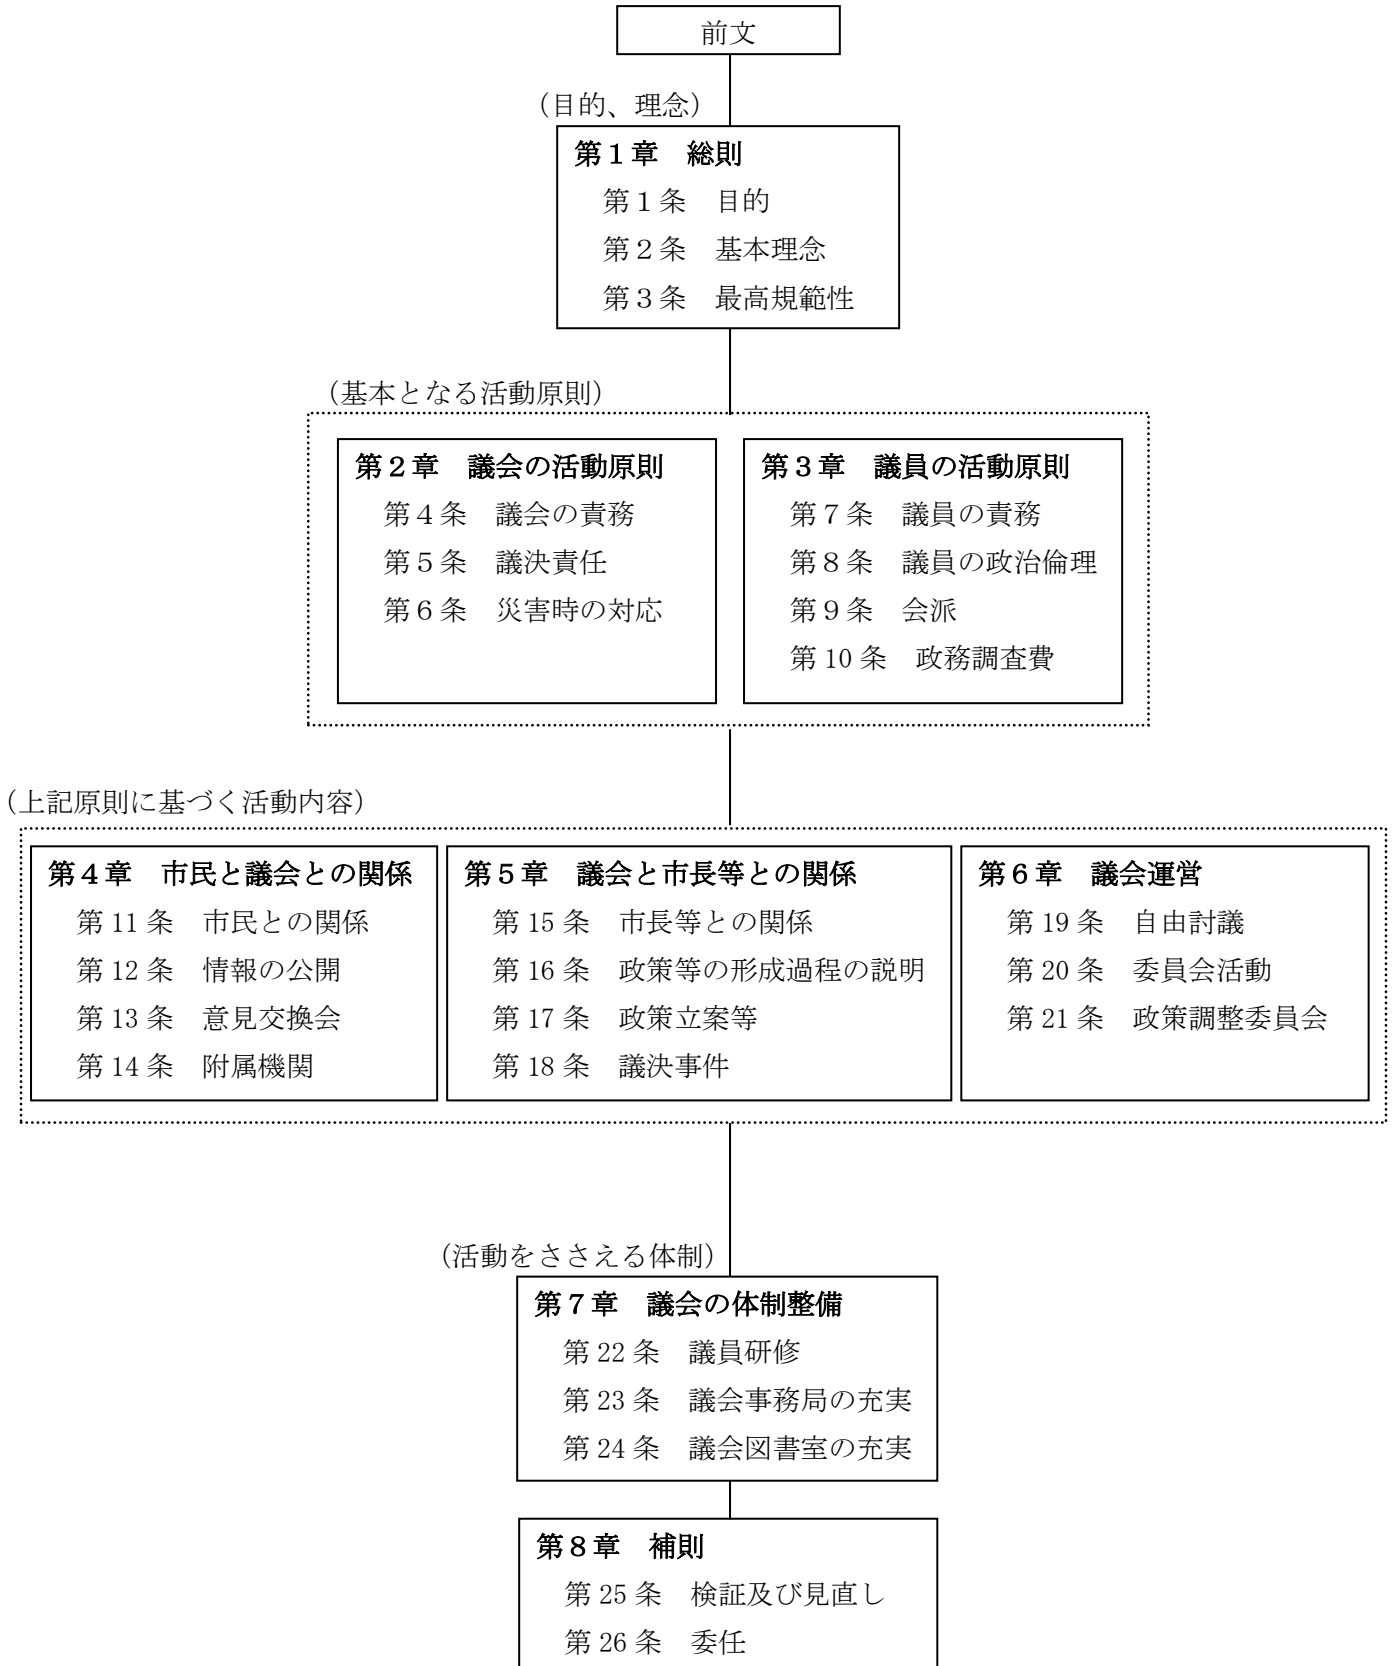 前文
（目的、理念）
第１章　総則
第１条　目的
第２条　基本理念
第３条　最高規範性
（基本となる活動原則）
第２章　議会の活動原則
第４条　議会の責務
第５条　議決責任
第６条　災害時の対応
第３章　議員の活動原則
第７条　議員の責務
第８条　議員の政治倫理
第９条　会派
第 10 条　政務調査費
（上記原則に基づく活動内容）
第４章　市民と議会との関係
第 11 条　市民との関係
第 12 条　情報の公開
第 13 条　意見交換会
第 14 条　附属機関
第５章　議会と市長等との関係
第 15 条　市長等との関係
第 16 条　政策等の形成過程の説明
第 17 条　政策立案等
第 18 条　議決事件
第６章　議会運営
第 19 条　自由討議
第 20 条　委員会活動
第 21 条　政策調整委員会
（活動をささえる体制）
第７章　議会の体制整備
第 22 条　議員研修
第 23 条　議会事務局の充実
第 24 条　議会図書室の充実
第８章　補則
第 25 条　検証及び見直し
第 26 条　委任